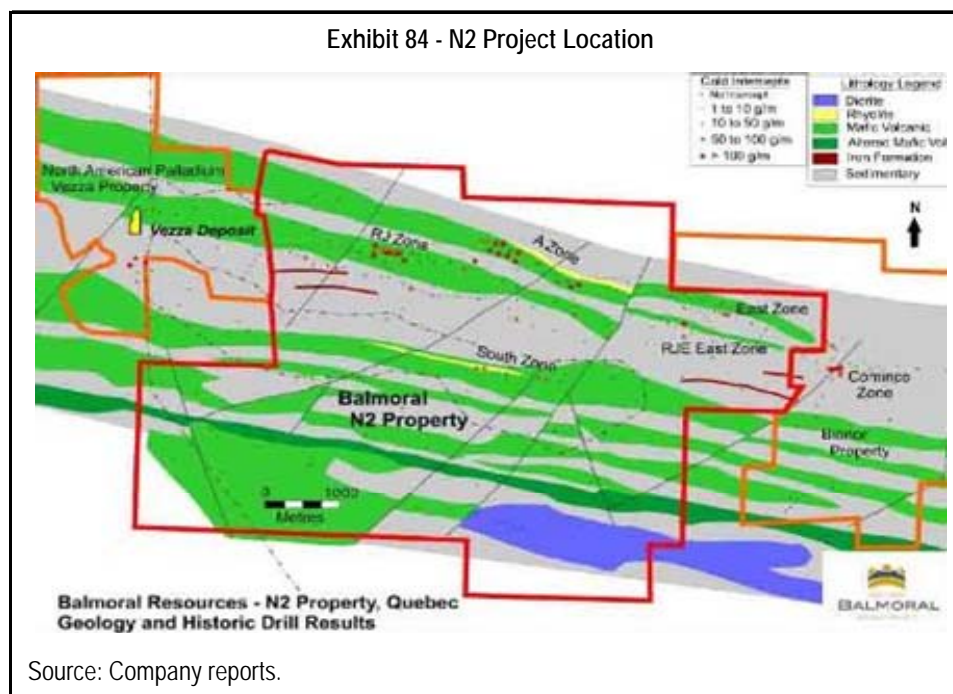 Exhibit 84 - N2 Project Location
Gold Intercepts
No Intercept
1 to 10 g/m
10 to 50 g/m
50 to 100 g/m
> 100 g/m
Lithology Legend
Diorite
Rhyolite
Mafic Volcanic
Altered Mafic Vol
Iron Formation
Sedimentary
N
North American Palladium
Vezza Property
Vezza Deposit
RJ Zone
A Zone
East Zone
RJE East Zone
South Zone
Cominco
Zone
Balmoral
N2 Property
Property
0 1000
Metres
Balmoral Resources - N2 Property, Quebec
Geology and Historic Drill Results
BALMORAL
Source: Company reports.